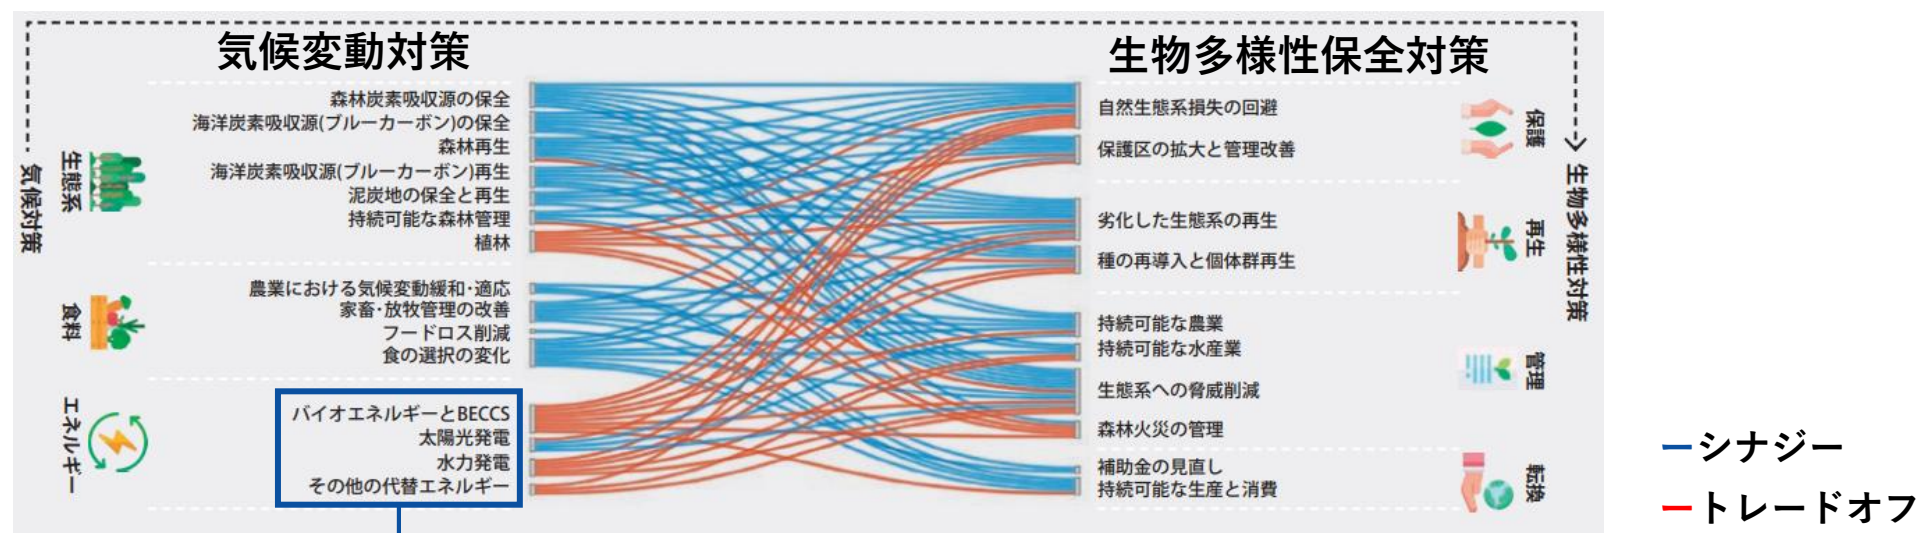 気候変動対策
生物多様性保全対策
気候対策
生態系
森林炭素吸収源の保全
海洋炭素吸収源(ブルーカーボン)の保全
森林再生
海洋炭素吸収源(ブルーカーボン)再生
泥炭地の保全と再生
持続可能な森林管理
植林
食料
農業における気候変動緩和・適応
家畜・放牧管理の改善
フードロス削減
食の選択の変化
エネルギー
バイオエネルギーとBECCS
太陽光発電
水力発電
その他の代替エネルギー
自然生態系損失の回避
保護区の拡大と管理改善
保護
劣化した生態系の再生
種の再導入と個体群再生
再生
持続可能な農業
持続可能な水産業
生態系への脅威削減
森林火災の管理
管理
補助金の見直し
持続可能な生産と消費
転換
生物多様性対策
シナジー
トレードオフ